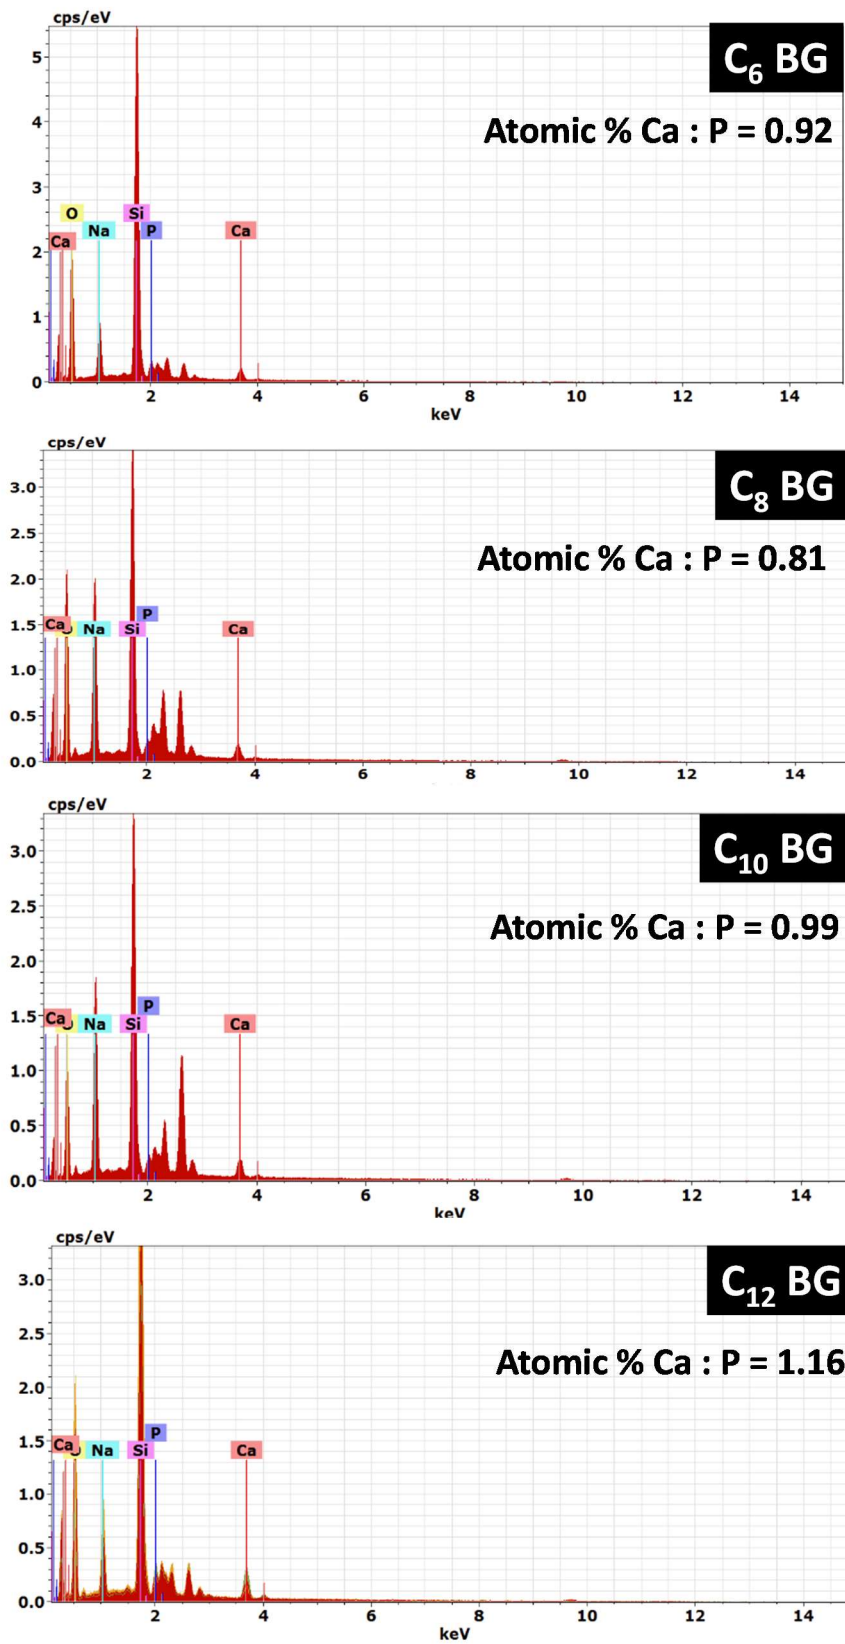 cps/eV
C6 BG
Atomic % Ca : P = 0.92
5
4
3
2
1
0
O
Si
Na
P
Ca
Ca
2 4 6 8 10 12 14
keV
cps/eV
C8 BG
Atomic % Ca : P = 0.81
3.0
2.5
2.0
1.5
1.0
0.5
0.0
P
Ca
Na
Si
Ca
2 4 6 8 10 12 14
cps/eV
C10 BG
Atomic % Ca : P = 0.99
3.0
2.5
2.0
1.5
1.0
0.5
0.0
P
Ca
Na
Si
Ca
2 4 6 8 10 12 14
keV
cps/eV
C12 BG
Atomic % Ca : P = 1.16
3.0
2.5
2.0
1.5
1.0
0.5
0.0
P
Ca
Na
Si
Ca
2 4 6 8 10 12 14
keV